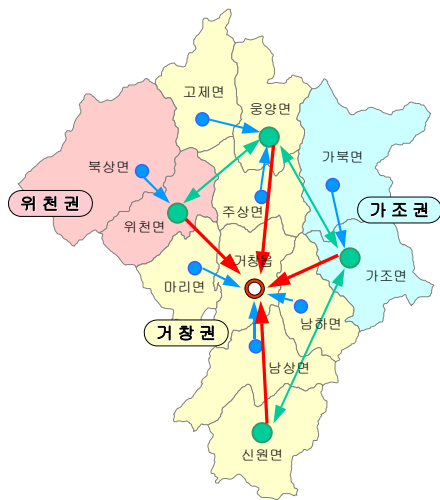 고제면
웅양면
북상면
가북면
위천권
위천면
주상면
가조권
거창읍
가조면
마리면
거창권
남하면
남상면
신원면